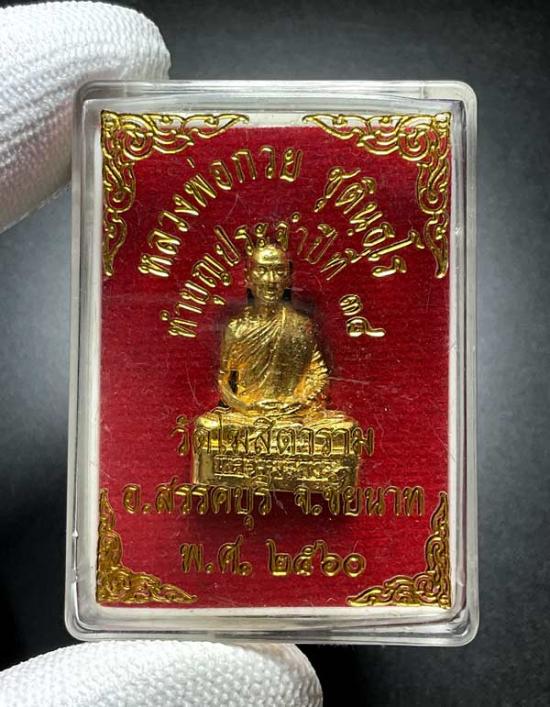 หลวงพ่อกวย ชุตินฺธโร
ทำบุญประจำปีที่ ๓๘
วัดโฆสิตาราม
อ.สรรคบุรี จ.ชัยนาท
พ.ศ. ๒๕๖๐